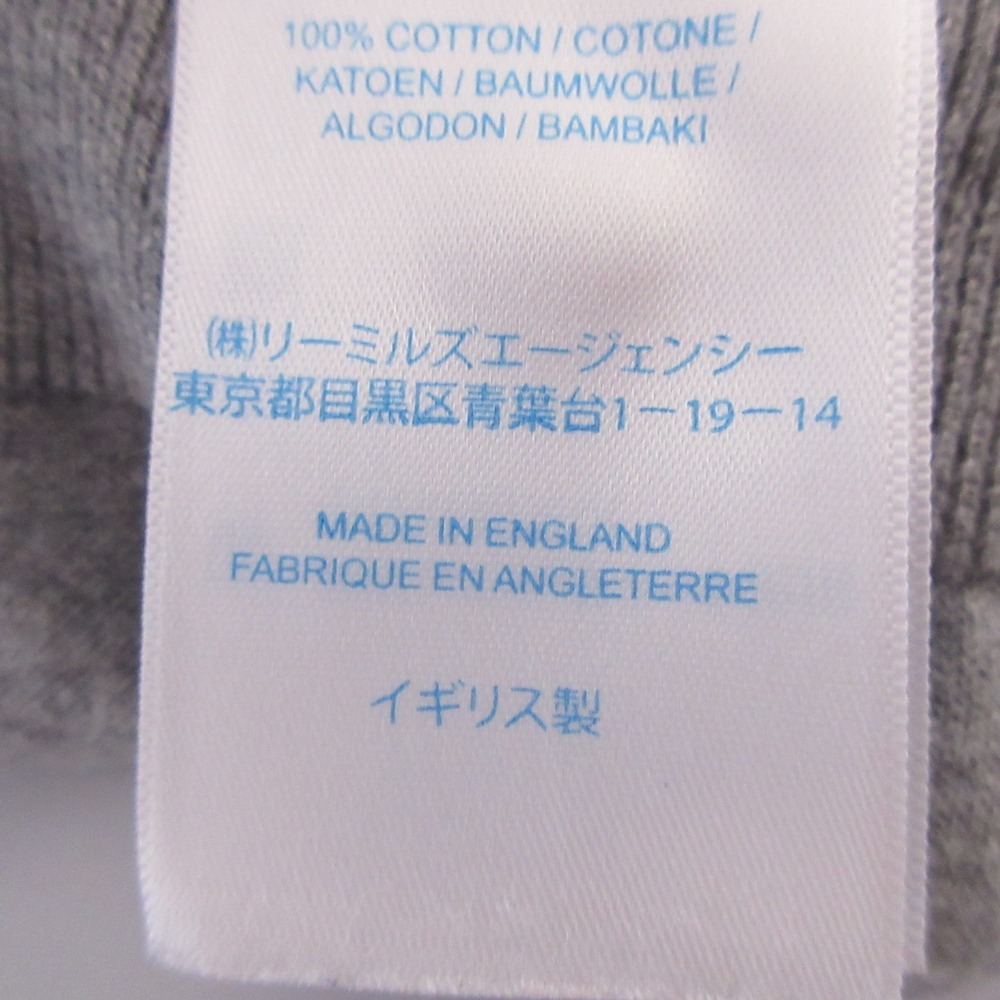 100% COTTON / COTONE /
KATOEN / BAUMWOLLE /
ALGODON / BAMBAKI
㈱リーミルズエージェンシー
東京都目黒区青葉台1−19−14
MADE IN ENGLAND
FABRIQUE EN ANGLETERRE
イギリス製